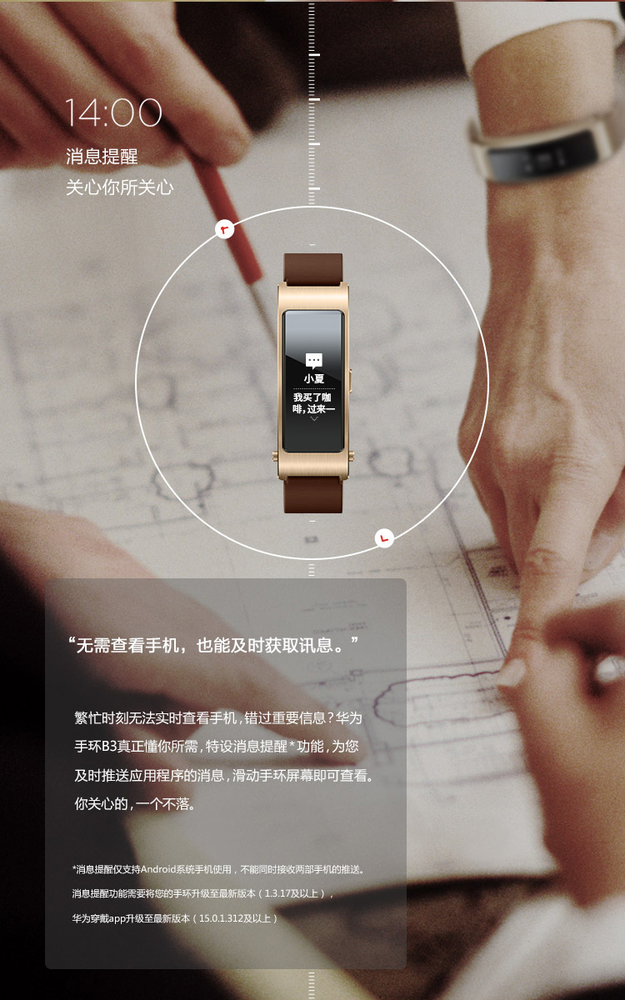 14:00
消息提醒
关心你所关心
小夏
我买了咖
啡,过来一
“无需查看手机，也能及时获取讯息。”
繁忙时刻无法实时查看手机,错过重要信息?华为
手环B3真正懂你所需,特设消息提醒*功能,为您
及时推送应用程序的消息,滑动手环屏幕即可查看。
你关心的,一个不落。
*消息提醒仅支持Android系统手机使用，不能同时接收两部手机的推送。
消息提醒功能需要将您的手环升级至最新版本（1.3.17及以上），
华为穿戴app升级至最新版本（15.0.1.312及以上）